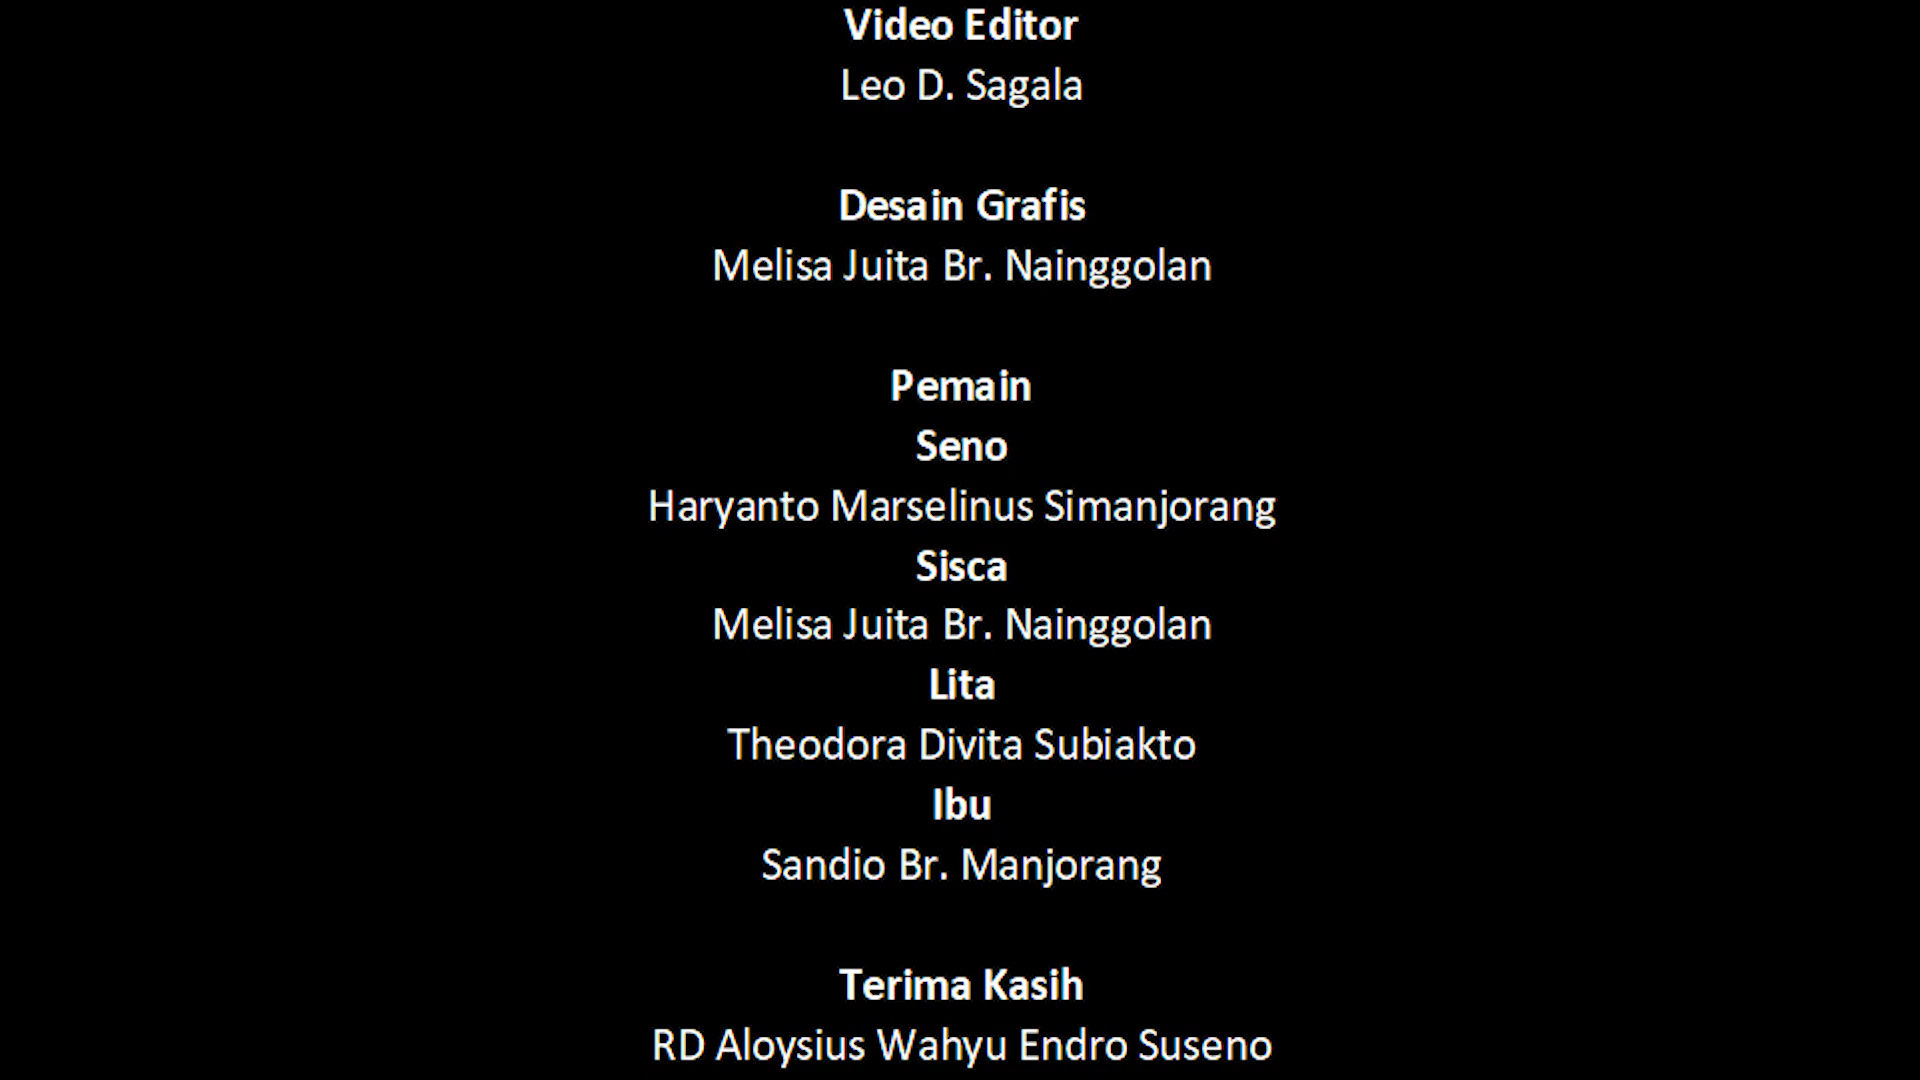 Video Editor
Leo D. Sagala
Desain Grafis
Melisa Juita Br. Nainggolan
Pemain
Seno
Haryanto Marselinus Simanjorang
Sisca
Melisa Juita Br. Nainggolan
Lita
Theodora Divita Subiakto
Ibu
Sandio Br. Manjorang
Terima Kasih
RD Aloysius Wahyu Endro Suseno